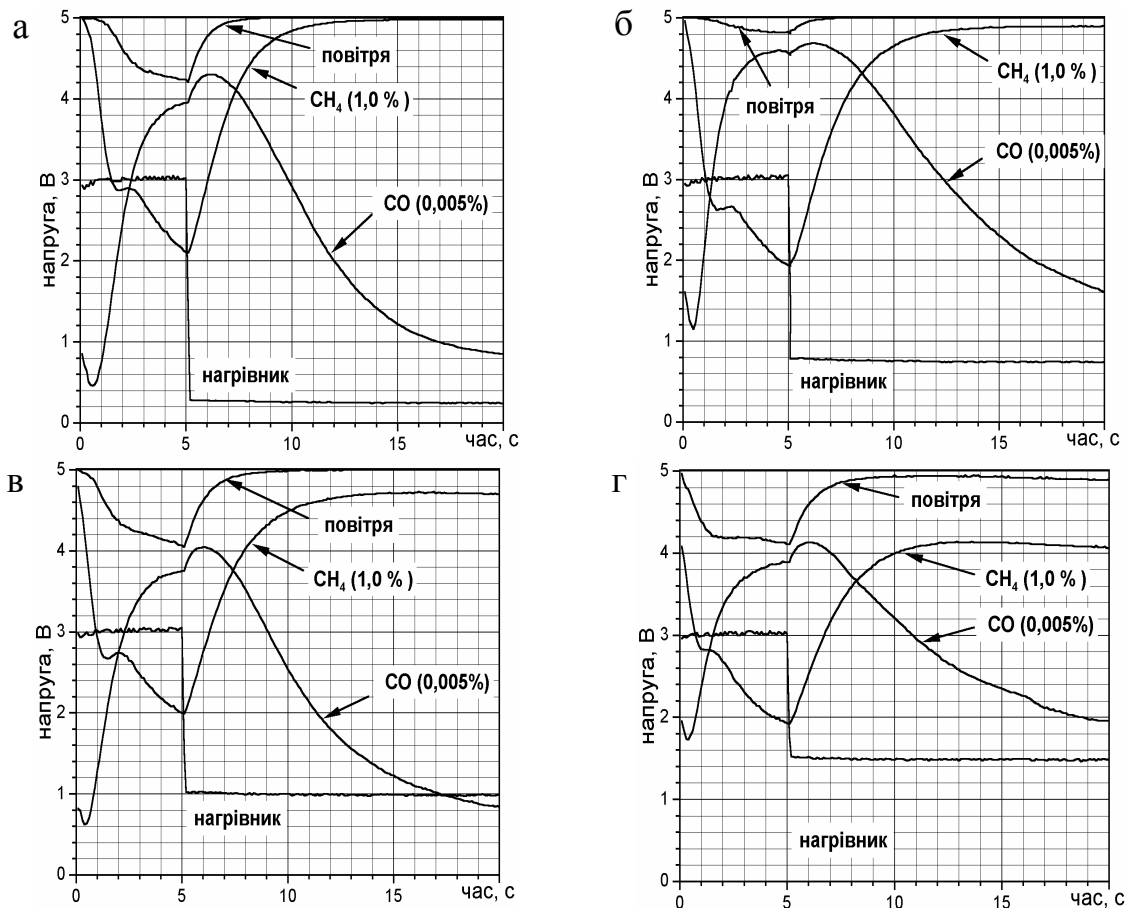 а
5
4
3
2
1
0
напруга, В
повітря
CH₄ (1,0 % )
CO (0,005%)
нагрівник
0
5
10
15
час, с
б
5
4
3
2
1
0
напруга, В
повітря
CH₄ (1,0 % )
CO (0,005%)
нагрівник
0
5
10
15
час, с
в
5
4
3
2
1
0
напруга, В
повітря
CH₄ (1,0 % )
CO (0,005%)
нагрівник
0
5
10
15
час, с
г
5
4
3
2
1
0
напруга, В
повітря
CH₄ (1,0 % )
CO (0,005%)
нагрівник
0
5
10
15
час, с